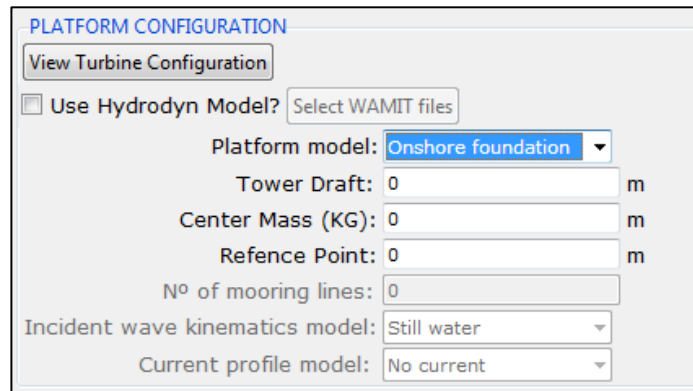 PLATFORM CONFIGURATION
View Turbine Configuration
Use Hydrodyn Model? Select WAMIT files
Platform model: Onshore foundation
Tower Draft: 0 m
Center Mass (KG): 0 m
Refence Point: 0 m
Nº of mooring lines: 0
Incident wave kinematics model: Still water
Current profile model: No current